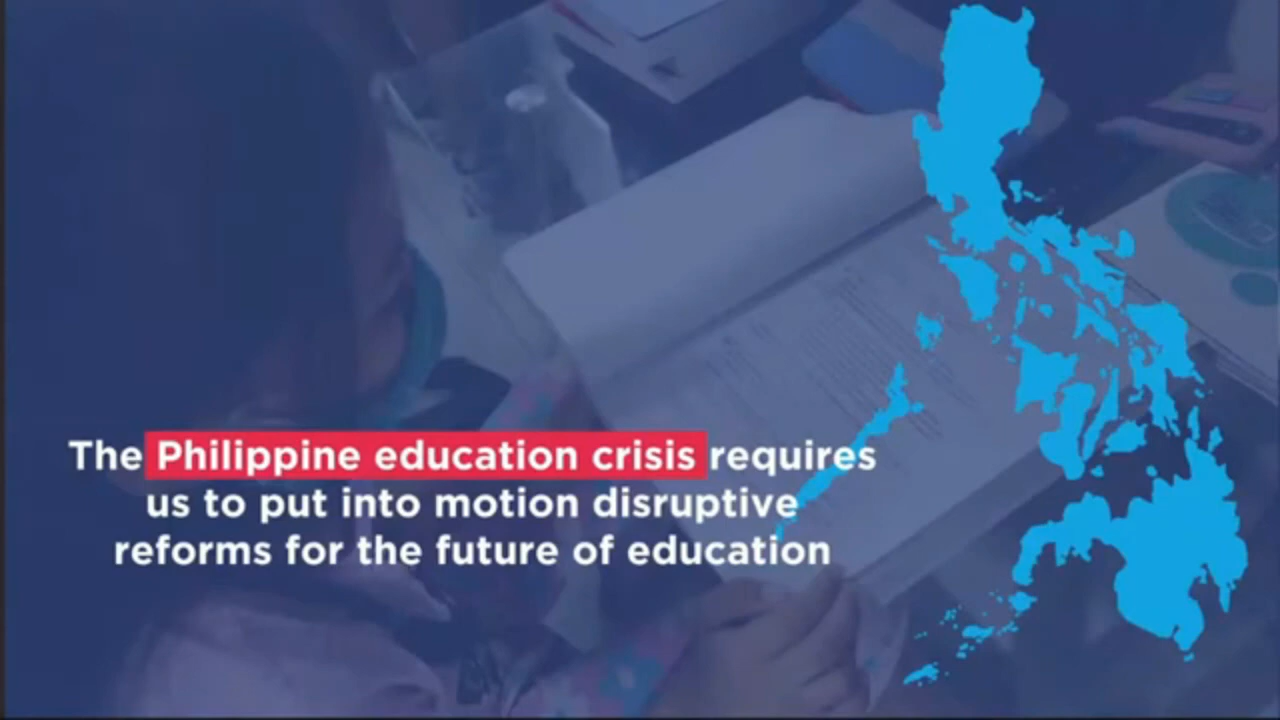 The Philippine education crisis requires
us to put into motion disruptive
reforms for the future of education